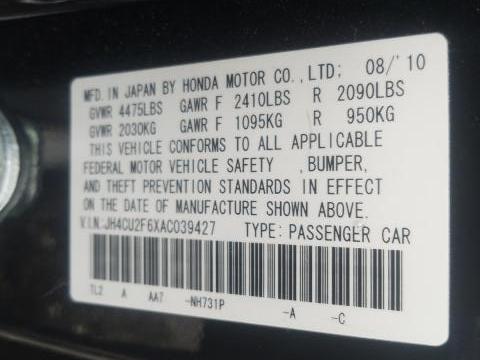 MFD. IN JAPAN BY HONDA MOTOR CO.,LTD; 08/'10
GVWR 4475LBS GAWR F 2410LBS R 2090LBS
GVWR 2030KG GAWR F 1095KG R 950KG
THIS VEHICLE CONFORMS TO ALL APPLICABLE
FEDERAL MOTOR VEHICLE SAFETY ,BUMPER,
AND THEFT PREVENTION STANDARDS IN EFFECT
ON THE DATE OF MANUFACTURE SHOWN ABOVE.
V.I.N:JH4CU2F6XAC039427 TYPE: PASSENGER CAR
TL2 A AA7 -NH731P -A -C